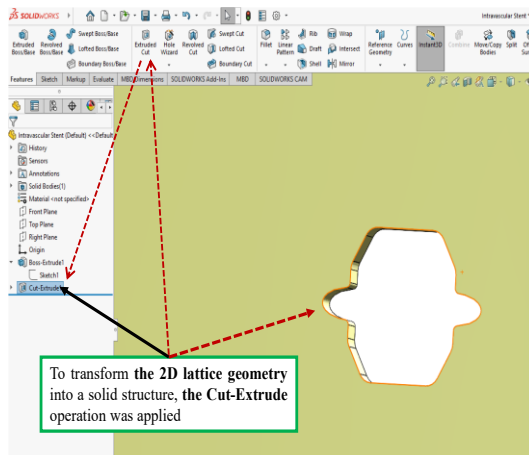 SOLIDWORKS
Intravascular Stent
Extruded Boss/Base
Revolved Boss/Base
Swept Boss/Base
Lofted Boss/Base
Boundary Boss/Base
Extruded Cut
Hole Wizard
Revolved Cut
Swept Cut
Lofted Cut
Boundary Cut
Fillet
Linear Pattern
Rib
Draft
Shell
Wrap
Intersect
Mirror
Reference Geometry
Curves
Instant3D
Combine
Move/Copy Bodies
Split
Features Sketch Markup Evaluate MBD Dimensions SOLIDWORKS Add-Ins MBD SOLIDWORKS CAM
Intravascular Stent (Default) <<Default
History
Sensors
Annotations
Solid Bodies(1)
Material <not specified>
Front Plane
Top Plane
Right Plane
Origin
Boss-Extrude1
Sketch1
Cut-Extrude
To transform the 2D lattice geometry
into a solid structure, the Cut-Extrude
operation was applied